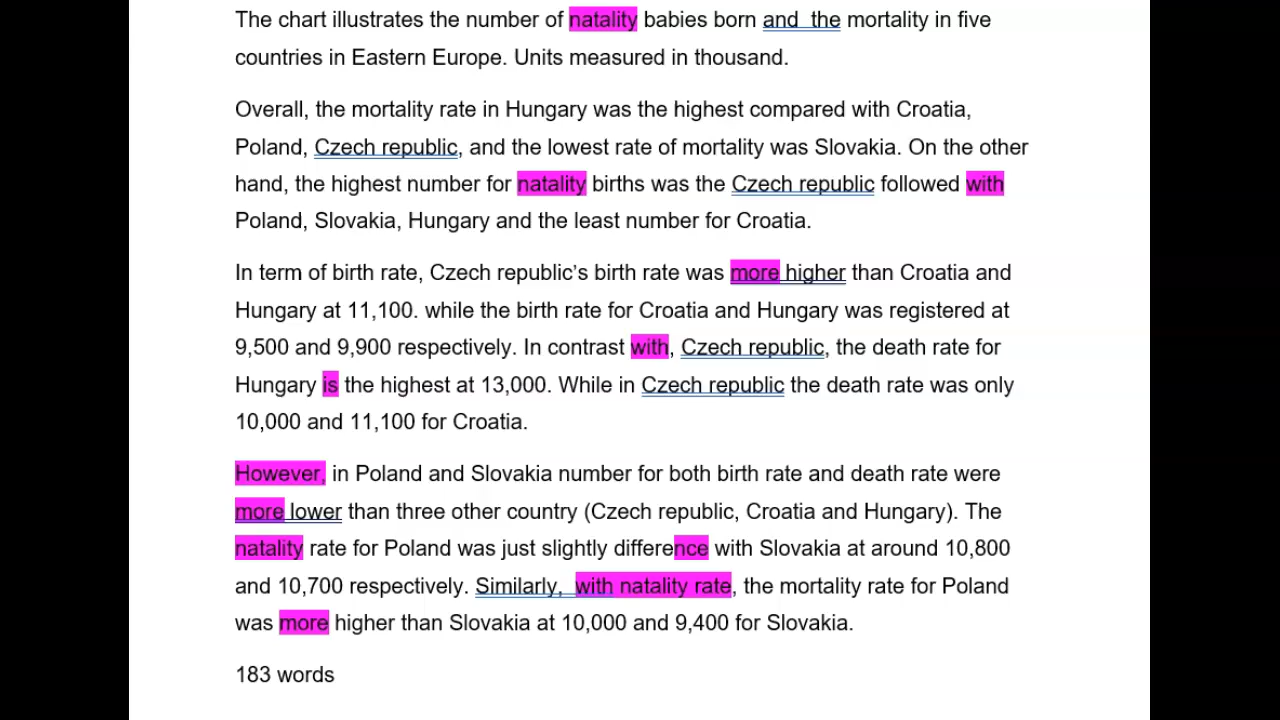 The chart illustrates the number of natality babies born and  the mortality in five
countries in Eastern Europe. Units measured in thousand.
Overall, the mortality rate in Hungary was the highest compared with Croatia,
Poland, Czech republic, and the lowest rate of mortality was Slovakia. On the other
hand, the highest number for natality births was the Czech republic followed with
Poland, Slovakia, Hungary and the least number for Croatia.
In term of birth rate, Czech republic’s birth rate was more higher than Croatia and
Hungary at 11,100. while the birth rate for Croatia and Hungary was registered at
9,500 and 9,900 respectively. In contrast with, Czech republic, the death rate for
Hungary is the highest at 13,000. While in Czech republic the death rate was only
10,000 and 11,100 for Croatia.
However, in Poland and Slovakia number for both birth rate and death rate were
more lower than three other country (Czech republic, Croatia and Hungary). The
natality rate for Poland was just slightly difference with Slovakia at around 10,800
and 10,700 respectively. Similarly,  with natality rate, the mortality rate for Poland
was more higher than Slovakia at 10,000 and 9,400 for Slovakia.
183 words